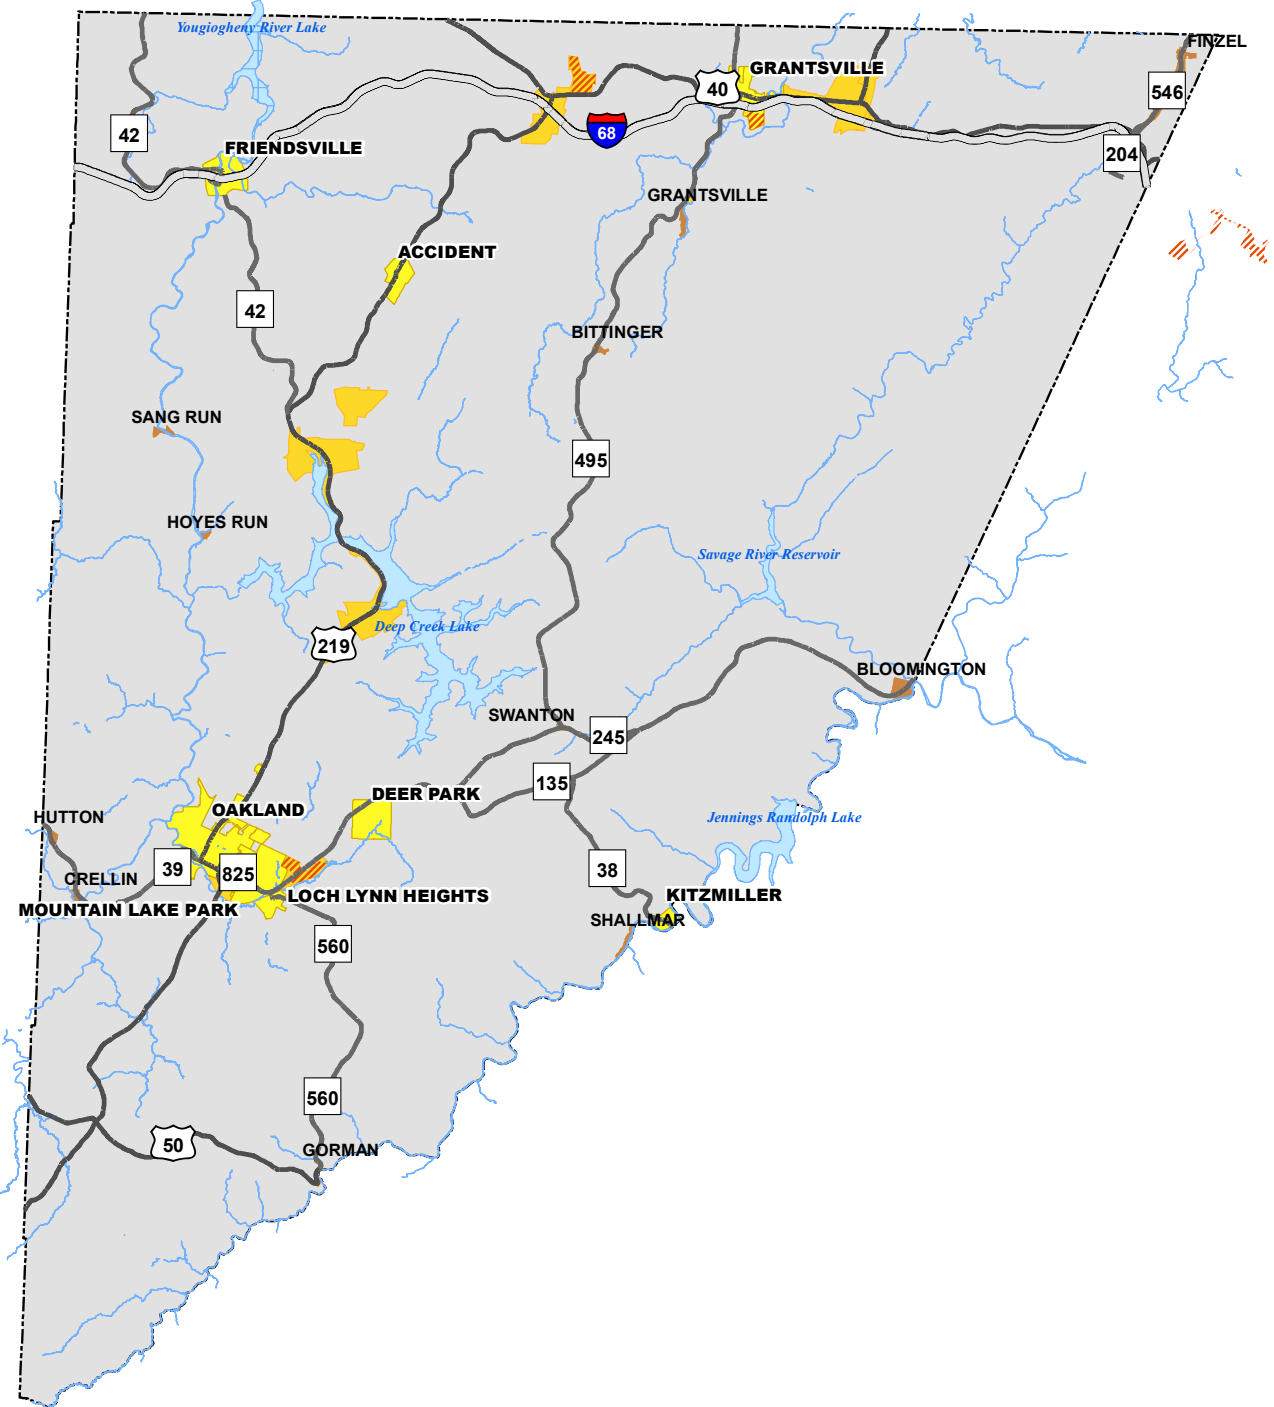 Yougiogheny River Lake
FINZEL
GRANTSVILLE
40
546
42
68
FRIENDSVILLE
204
GRANTSVILLE
ACCIDENT
42
BITTINGER
SANG RUN
495
HOYES RUN
Savage River Reservoir
Deep Creek Lake
219
BLOOMINGTON
SWANTON
245
135
DEER PARK
OAKLAND
HUTTON
Jennings Randolph Lake
39
825
38
CRELLIN
LOCH LYNN HEIGHTS
KITZMILLER
MOUNTAIN LAKE PARK
SHALLMAR
560
560
50
GORMAN